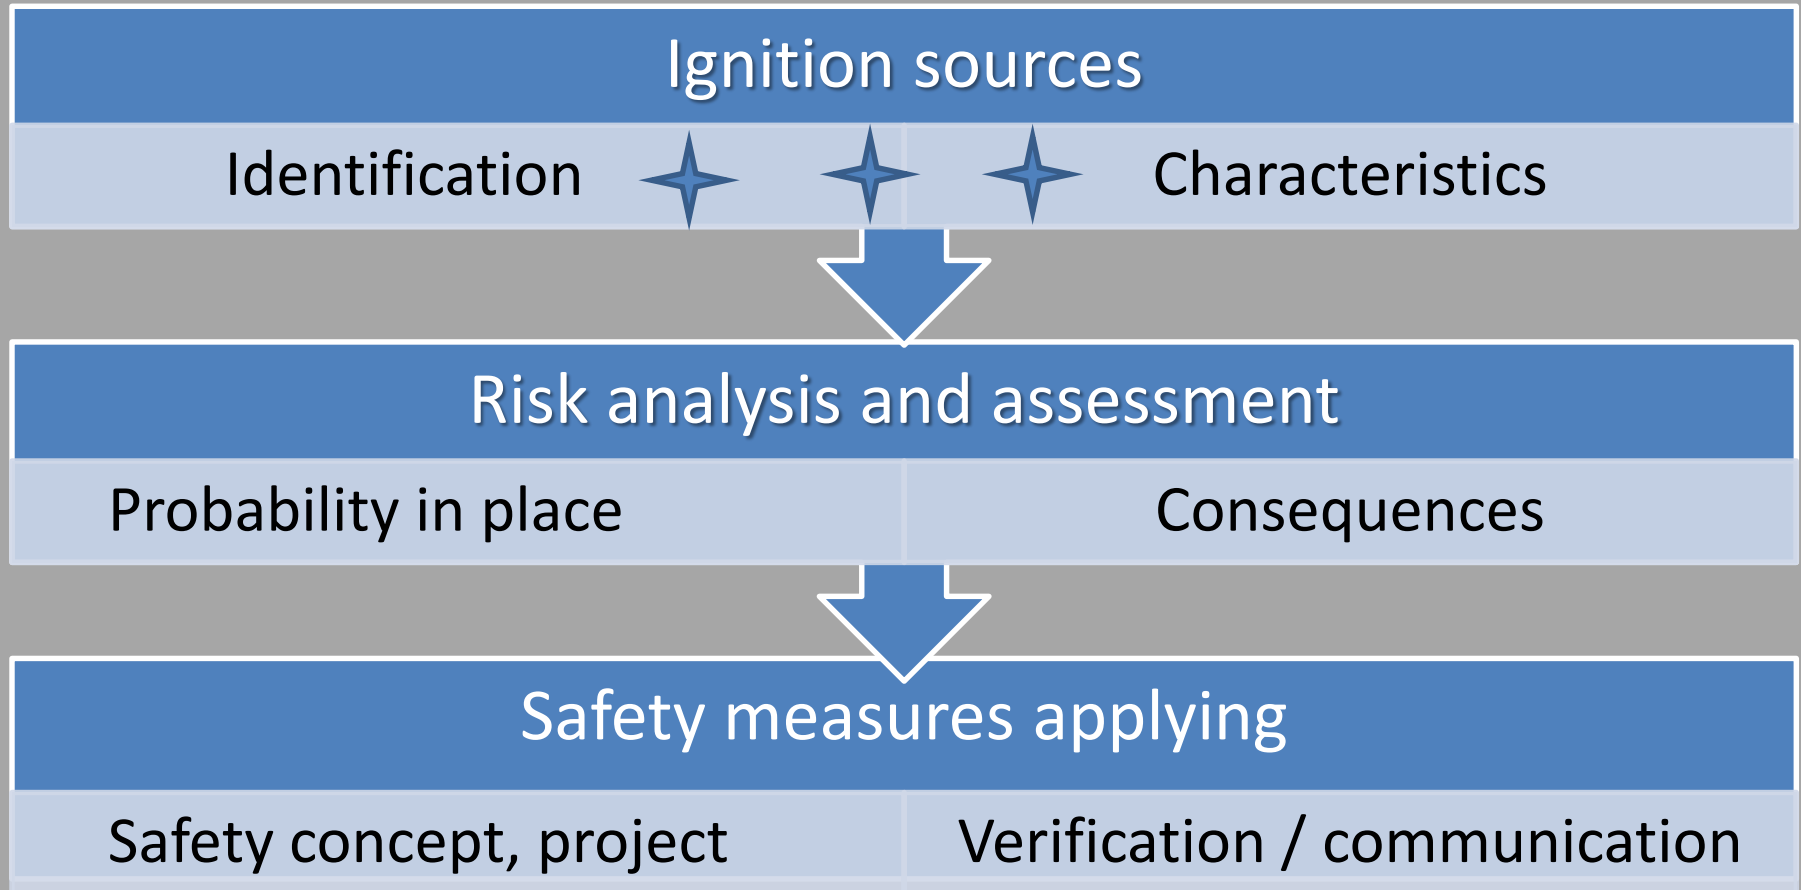 Ignition sources
Identification
Characteristics
Risk analysis and assessment
Probability in place
Consequences
Safety measures applying
Safety concept, project
Verification / communication